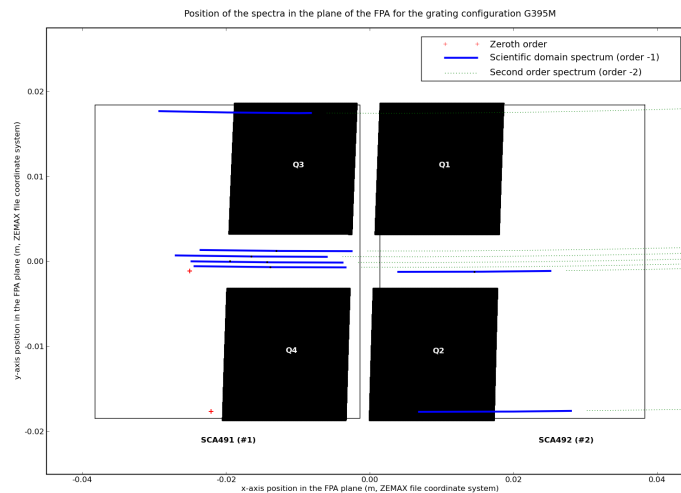 Position of the spectra in the plane of the FPA for the grating configuration G395M
Zeroth order
Scientific domain spectrum (order -1)
Second order spectrum (order -2)
0.02
0.01
0.00
-0.01
-0.02
y-axis position in the FPA plane (m, ZEMAX file coordinate system)
Q3
Q1
Q4
Q2
SCA491 (#1)
SCA492 (#2)
-0.04
-0.02
0.00
0.02
0.04
x-axis position in the FPA plane (m, ZEMAX file coordinate system)